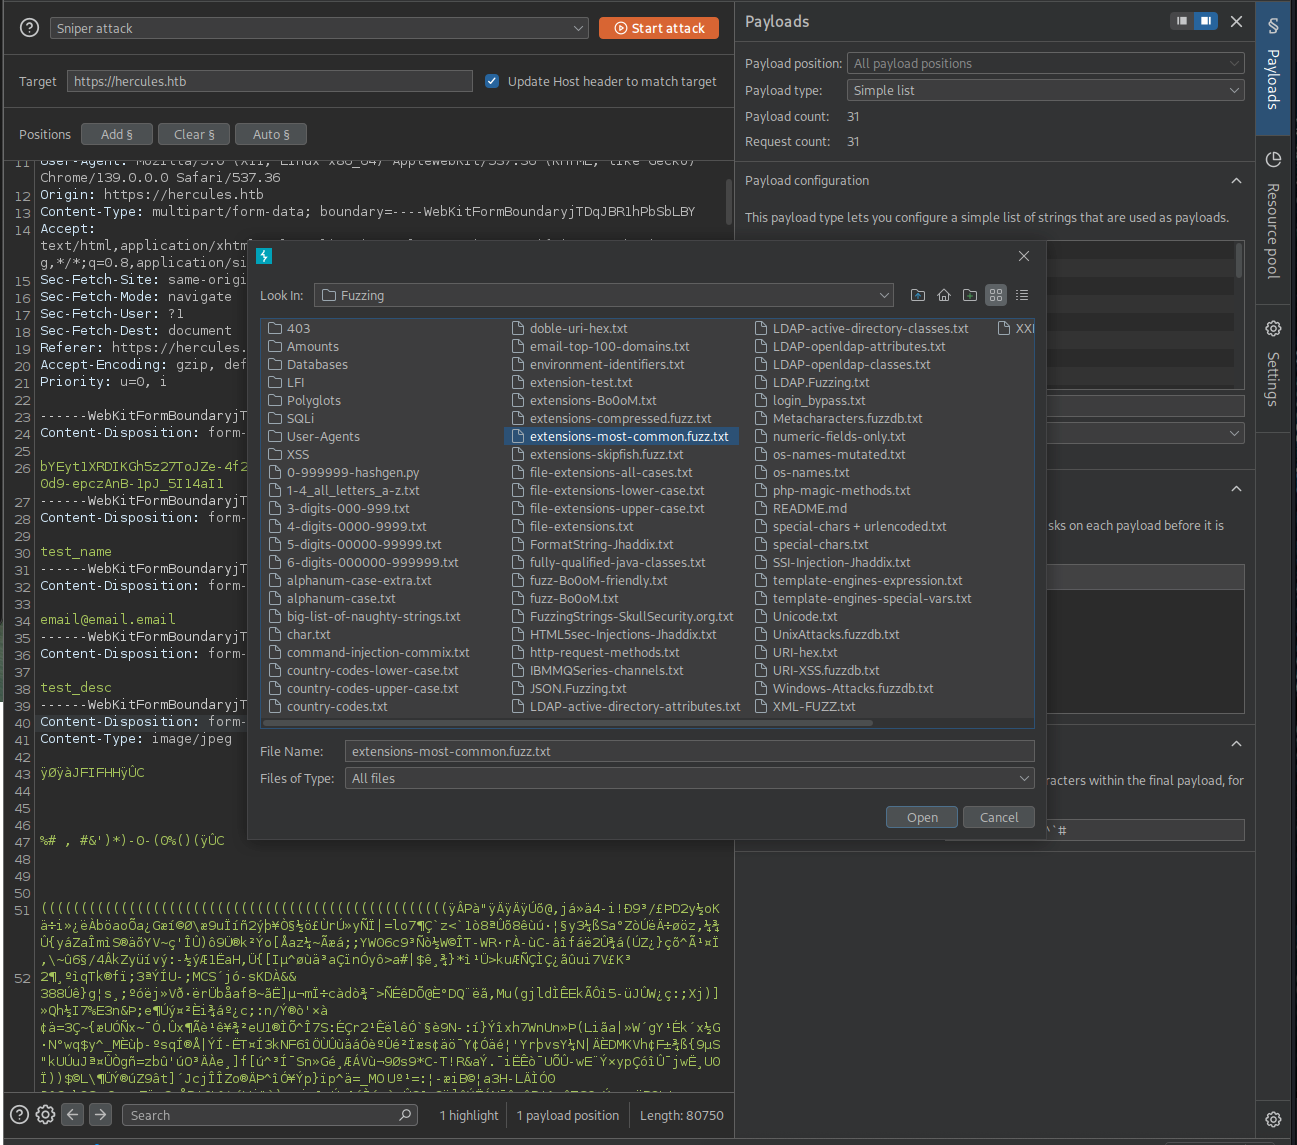 Sniper attack
Start attack
Target
https://hercules.htb
Update Host header to match target
Positions
Add §
Clear §
Auto §
11 User-Agent: Mozilla/5.0 (X11; Linux x86_64) AppleWebKit/537.36 (KHTML, like Gecko)
Chrome/139.0.0.0 Safari/537.36
12 Origin: https://hercules.htb
13 Content-Type: multipart/form-data; boundary=----WebKitFormBoundaryjTDqJBR1hPbSbLBY
14 Accept:
text/html,application/xhtm
g,*/*;q=0.8,application/si
15 Sec-Fetch-Site: same-origi
16 Sec-Fetch-Mode: navigate
17 Sec-Fetch-User: ?1
18 Sec-Fetch-Dest: document
19 Referer: https://hercules.
20 Accept-Encoding: gzip, def
21 Priority: u=0, i
22
23 ------WebKitFormBoundaryjT
24 Content-Disposition: form-
25
26 bYEyt1XRDIKGh5z27ToJZe-4f2
Od9-epczAnB-1pJ_5I14aI1
27 ------WebKitFormBoundaryjT
28 Content-Disposition: form-
29
30 test_name
31 ------WebKitFormBoundaryjT
32 Content-Disposition: form-
33
34 email@email.email
35 ------WebKitFormBoundaryjT
36 Content-Disposition: form-
37
38 test_desc
39 ------WebKitFormBoundaryjT
40 Content-Disposition: form-
41 Content-Type: image/jpeg
42
43 ÿØÿàJFIFHHÿÛC
44
45
46
47 %# , #&')*)-0-(0%()(ÿÛC
48
49
50
51
52
Search
1 highlight
1 payload position
Length: 80750
Payloads
Payload position:
All payload positions
Payload type:
Simple list
Payload count: 31
Request count: 31
Payload configuration
This payload type lets you configure a simple list of strings that are used as payloads.
sks on each payload before it is
racters within the final payload, for
^`#
Payloads
Resource pool
Settings
Look In:
Fuzzing
403
Amounts
Databases
LFI
Polyglots
SQLi
User-Agents
XSS
0-999999-hashgen.py
1-4_all_letters_a-z.txt
3-digits-000-999.txt
4-digits-0000-9999.txt
5-digits-00000-99999.txt
6-digits-000000-999999.txt
alphanum-case-extra.txt
alphanum-case.txt
big-list-of-naughty-strings.txt
char.txt
command-injection-commix.txt
country-codes-lower-case.txt
country-codes-upper-case.txt
country-codes.txt
doble-uri-hex.txt
email-top-100-domains.txt
environment-identifiers.txt
extension-test.txt
extensions-Bo0oM.txt
extensions-compressed.fuzz.txt
extensions-most-common.fuzz.txt
extensions-skipfish.fuzz.txt
file-extensions-all-cases.txt
file-extensions-lower-case.txt
file-extensions-upper-case.txt
file-extensions.txt
FormatString-Jhaddix.txt
fully-qualified-java-classes.txt
fuzz-Bo0oM-friendly.txt
fuzz-Bo0oM.txt
FuzzingStrings-SkullSecurity.org.txt
HTML5sec-Injections-Jhaddix.txt
http-request-methods.txt
IBMMQSeries-channels.txt
JSON.Fuzzing.txt
LDAP-active-directory-attributes.txt
LDAP-active-directory-classes.txt
LDAP-openldap-attributes.txt
LDAP-openldap-classes.txt
LDAP.Fuzzing.txt
login_bypass.txt
Metacharacters.fuzzdb.txt
numeric-fields-only.txt
os-names-mutated.txt
os-names.txt
php-magic-methods.txt
README.md
special-chars + urlencoded.txt
special-chars.txt
SSI-Injection-Jhaddix.txt
template-engines-expression.txt
template-engines-special-vars.txt
Unicode.txt
UnixAttacks.fuzzdb.txt
URI-hex.txt
URI-XSS.fuzzdb.txt
Windows-Attacks.fuzzdb.txt
XML-FUZZ.txt
XXI
File Name:
extensions-most-common.fuzz.txt
Files of Type:
All files
Open
Cancel